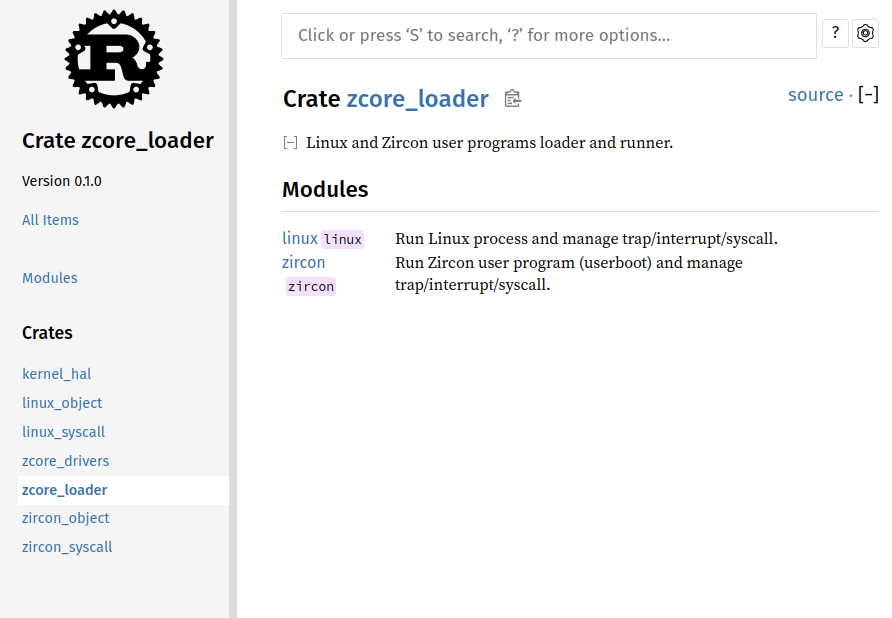 R
Crate zcore_loader
Version 0.1.0
All Items
Modules
Crates
kernel_hal
linux_object
linux_syscall
zcore_drivers
zcore_loader
zircon_object
zircon_syscall
Click or press ‘S’ to search, ‘?’ for more options…
?
Crate zcore_loader
source · [−]
[−] Linux and Zircon user programs loader and runner.
Modules
linux linux Run Linux process and manage trap/interrupt/syscall.
zircon Run Zircon user program (userboot) and manage
zircon trap/interrupt/syscall.